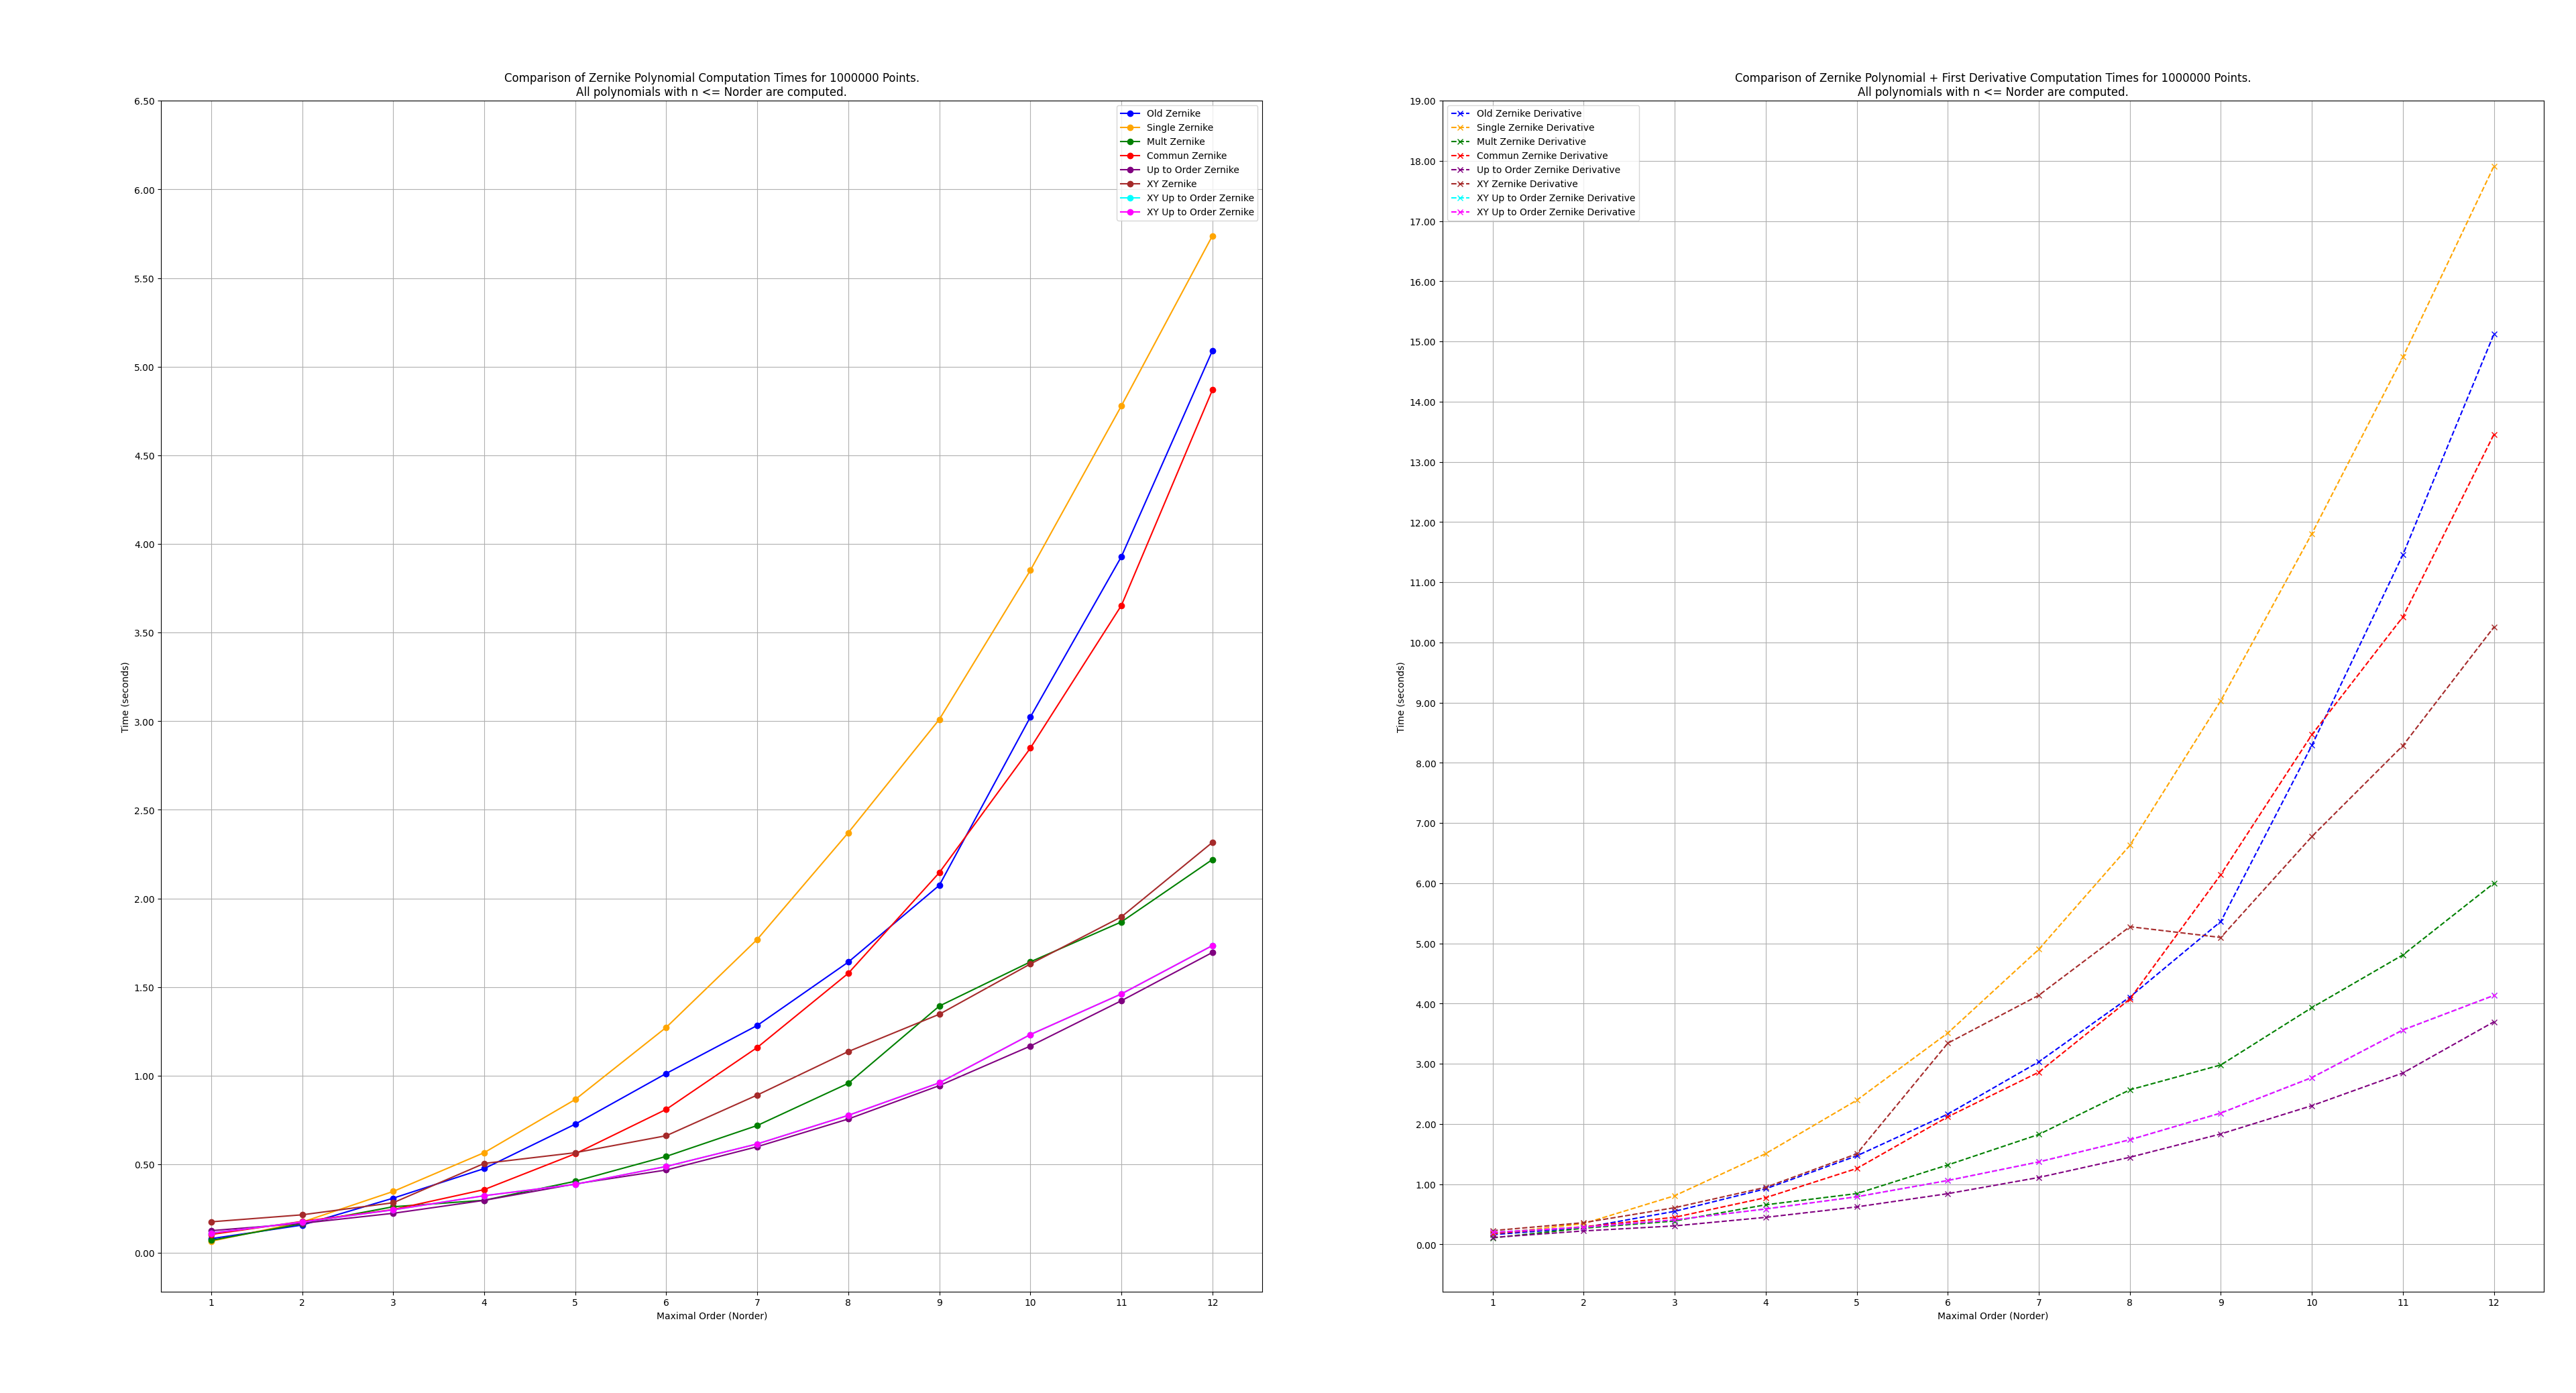 Comparison of Zernike Polynomial Computation Times for 1000000 Points.
All polynomials with n <= Norder are computed.
6.50
6.00
5.50
5.00
4.50
4.00
3.50
3.00
2.50
2.00
1.50
1.00
0.50
0.00
Time (seconds)
Old Zernike
Single Zernike
Mult Zernike
Commun Zernike
Up to Order Zernike
XY Zernike
XY Up to Order Zernike
XY Up to Order Zernike
1 2 3 4 5 6 7 8 9 10 11 12
Maximal Order (Norder)
Comparison of Zernike Polynomial + First Derivative Computation Times for 1000000 Points.
All polynomials with n <= Norder are computed.
19.00
18.00
17.00
16.00
15.00
14.00
13.00
12.00
11.00
10.00
9.00
8.00
7.00
6.00
5.00
4.00
3.00
2.00
1.00
0.00
Time (seconds)
Old Zernike Derivative
Single Zernike Derivative
Mult Zernike Derivative
Commun Zernike Derivative
Up to Order Zernike Derivative
XY Zernike Derivative
XY Up to Order Zernike Derivative
XY Up to Order Zernike Derivative
1 2 3 4 5 6 7 8 9 10 11 12
Maximal Order (Norder)